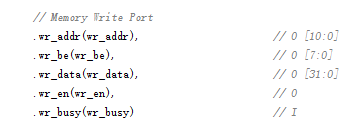 // Memory Write Port
.wr_addr(wr_addr), // O [10:0]
.wr_be(wr_be), // O [7:0]
.wr_data(wr_data), // O [31:0]
.wr_en(wr_en), // O
.wr_busy(wr_busy) // I